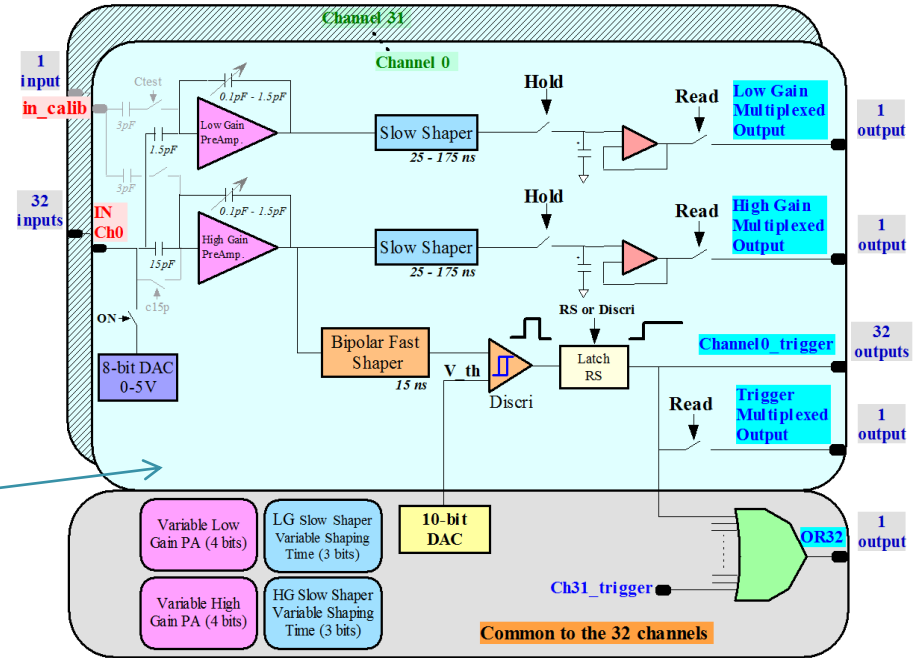 Channel 31
Channel 0
1
input
in_calib
Ctest
3pF
1.5pF
0.1pF - 1.5pF
Low Gain
PreAmp.
Slow Shaper
25 - 175 ns
Hold
Read
Low Gain
Multiplexed
Output
1
output
32
inputs
IN
Ch0
3pF
0.1pF - 1.5pF
High Gain
PreAmp.
15pF
c15p
Slow Shaper
25 - 175 ns
Hold
Read
High Gain
Multiplexed
Output
1
output
ON
8-bit DAC
0-5V
Bipolar Fast
Shaper
15 ns
V_th
Discri
RS or Discri
Latch
RS
Channel0_trigger
32
outputs
Read
Trigger
Multiplexed
Output
1
output
Variable Low
Gain PA (4 bits)
LG Slow Shaper
Variable Shaping
Time (3 bits)
10-bit
DAC
OR32
1
output
Variable High
Gain PA (4 bits)
HG Slow Shaper
Variable Shaping
Time (3 bits)
Ch31_trigger
Common to the 32 channels